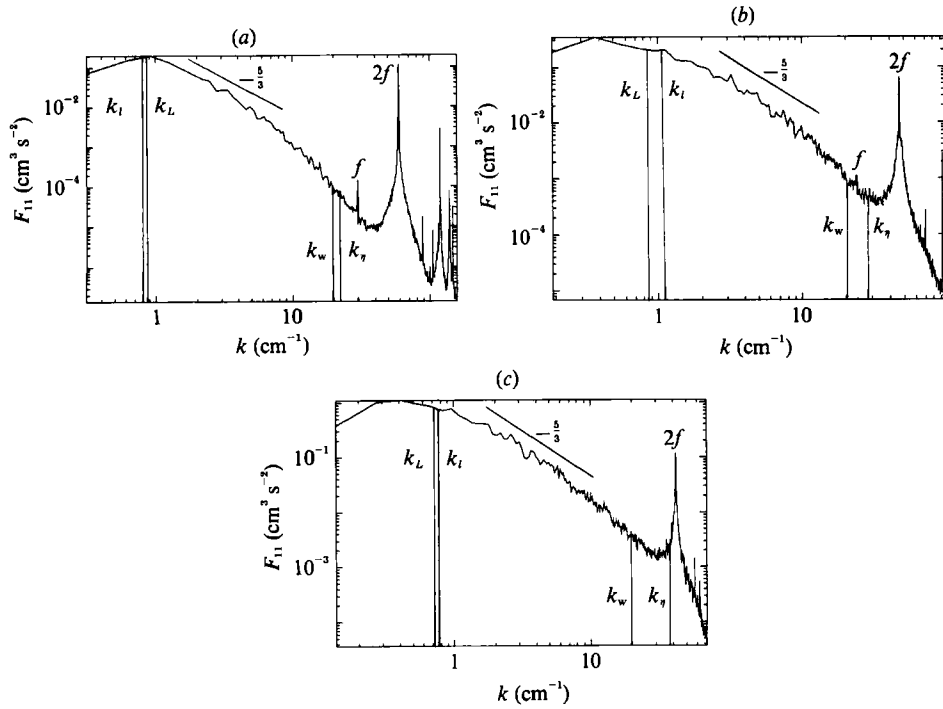 (a)
10⁻²
10⁻⁴
F₁₁ (cm³ s⁻²)
−5/3
2f
f
k_l
k_L
k_w
k_η
1
10
k (cm⁻¹)
(b)
10⁻²
10⁻⁴
F₁₁ (cm³ s⁻²)
−5/3
2f
f
k_L
k_l
k_w
k_η
1
10
k (cm⁻¹)
(c)
10⁻¹
10⁻³
F₁₁ (cm³ s⁻²)
−5/3
2f
k_L
k_l
k_w
k_η
1
10
k (cm⁻¹)